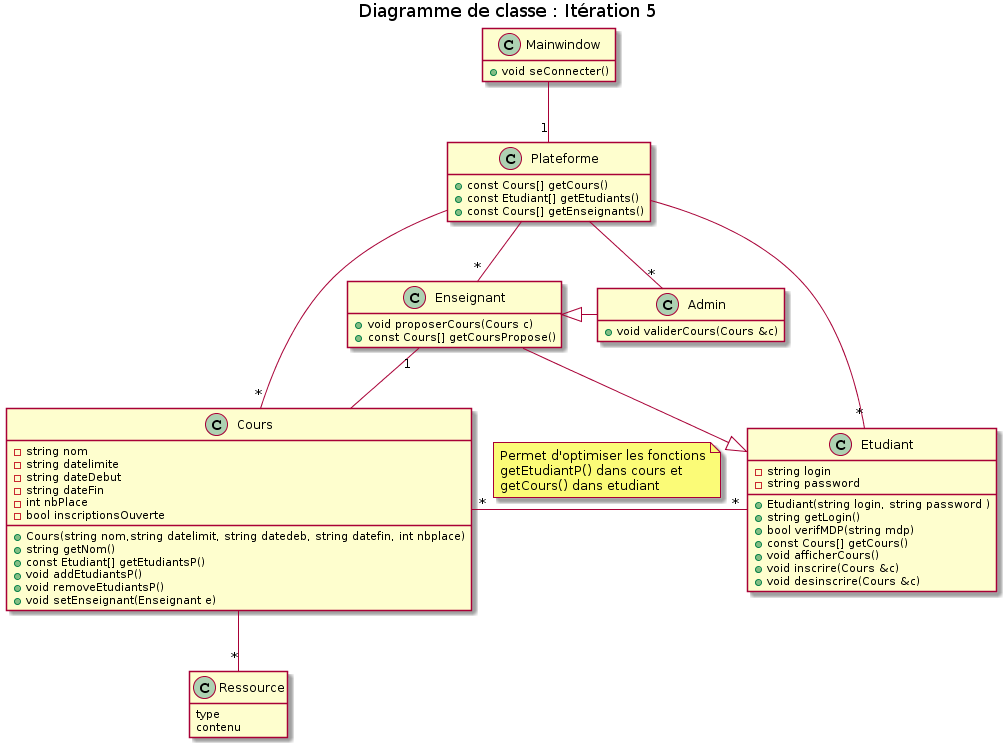 Diagramme de classe : Itération 5
C Mainwindow
void seConnecter()
1
C Plateforme
const Cours[] getCours()
const Etudiant[] getEtudiants()
const Cours[] getEnseignants()
*
*
C Enseignant
void proposerCours(Cours c)
const Cours[] getCoursPropose()
C Admin
void validerCours(Cours &c)
1
*
*
C Cours
string nom
string datelimite
string dateDebut
string dateFin
int nbPlace
bool inscriptionsOuverte
Cours(string nom,string datelimit, string datedeb, string datefin, int nbplace)
string getNom()
const Etudiant[] getEtudiantsP()
void addEtudiantsP()
void removeEtudiantsP()
void setEnseignant(Enseignant e)
Permet d'optimiser les fonctions
getEtudiantP() dans cours et
getCours() dans etudiant
*
*
C Etudiant
string login
string password
Etudiant(string login, string password )
string getLogin()
bool verifMDP(string mdp)
const Cours[] getCours()
void afficherCours()
void inscrire(Cours &c)
void desinscrire(Cours &c)
*
C Ressource
type
contenu